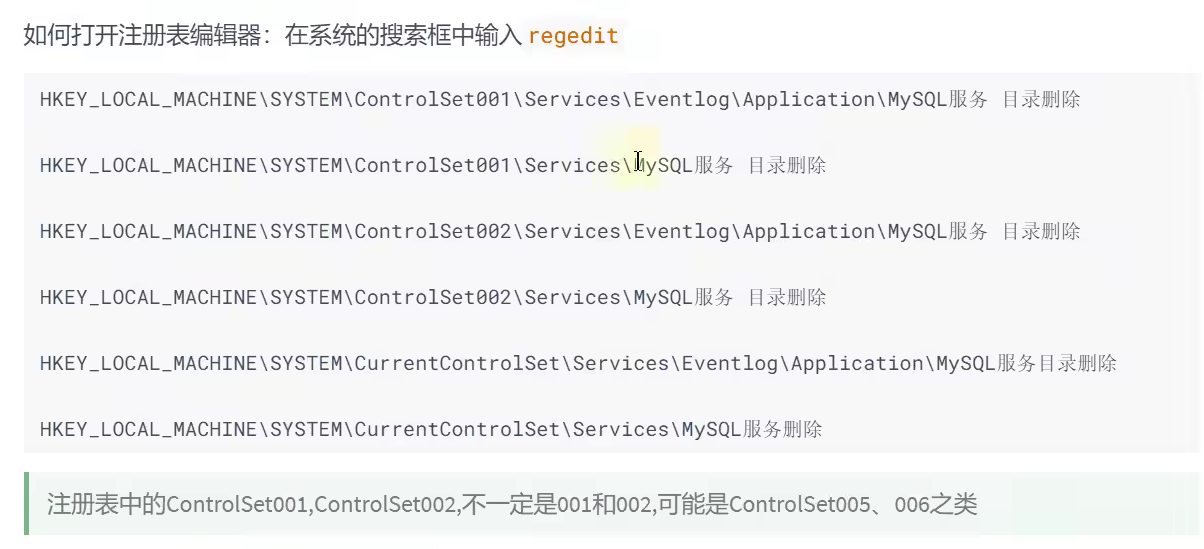 如何打开注册表编辑器：在系统的搜索框中输入 regedit
HKEY_LOCAL_MACHINE\SYSTEM\ControlSet001\Services\Eventlog\Application\MySQL服务 目录删除
HKEY_LOCAL_MACHINE\SYSTEM\ControlSet001\Services\MySQL服务 目录删除
HKEY_LOCAL_MACHINE\SYSTEM\ControlSet002\Services\Eventlog\Application\MySQL服务 目录删除
HKEY_LOCAL_MACHINE\SYSTEM\ControlSet002\Services\MySQL服务 目录删除
HKEY_LOCAL_MACHINE\SYSTEM\CurrentControlSet\Services\Eventlog\Application\MySQL服务目录删除
HKEY_LOCAL_MACHINE\SYSTEM\CurrentControlSet\Services\MySQL服务删除
注册表中的ControlSet001,ControlSet002,不一定是001和002,可能是ControlSet005、006之类